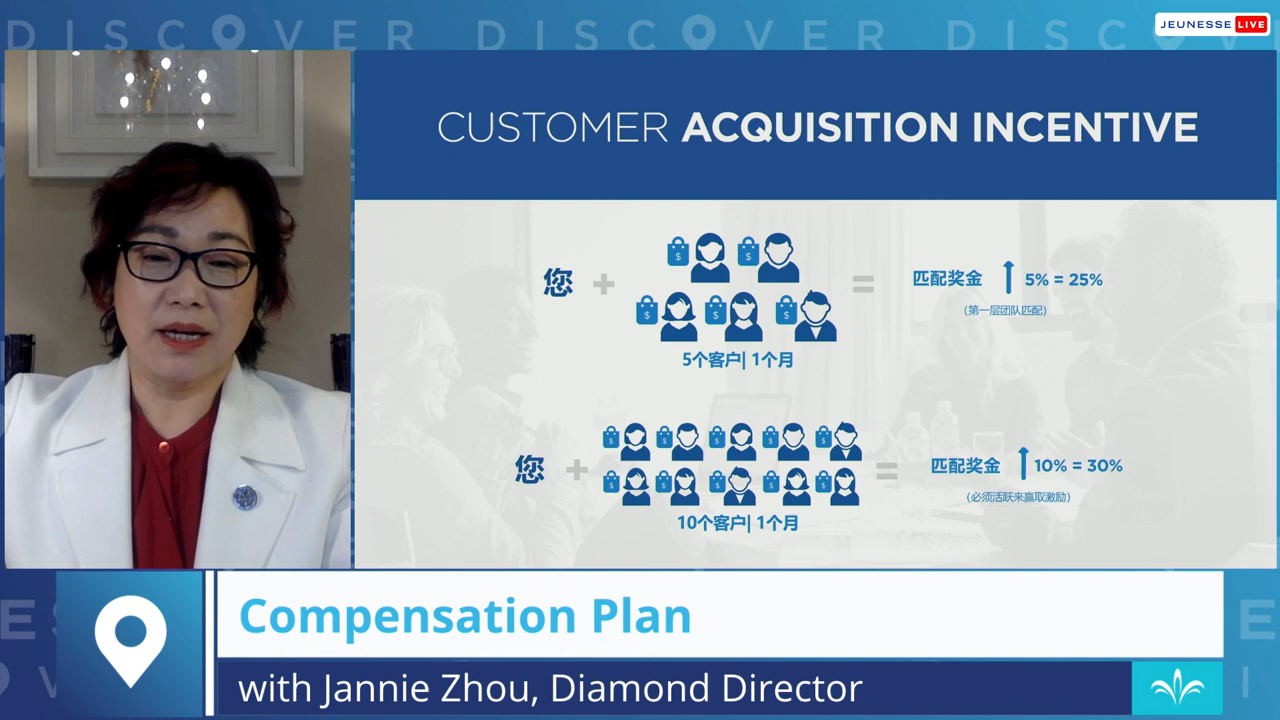 DISCOVER DISCOVER DISCOVER
JEUNESSE LIVE
CUSTOMER ACQUISITION INCENTIVE
您 + = 匹配奖金 5% = 25%
(第一层团队匹配)
5个客户| 1个月
您 + = 匹配奖金 10% = 30%
(必须活跃来赢取激励)
10个客户| 1个月
Compensation Plan
with Jannie Zhou, Diamond Director